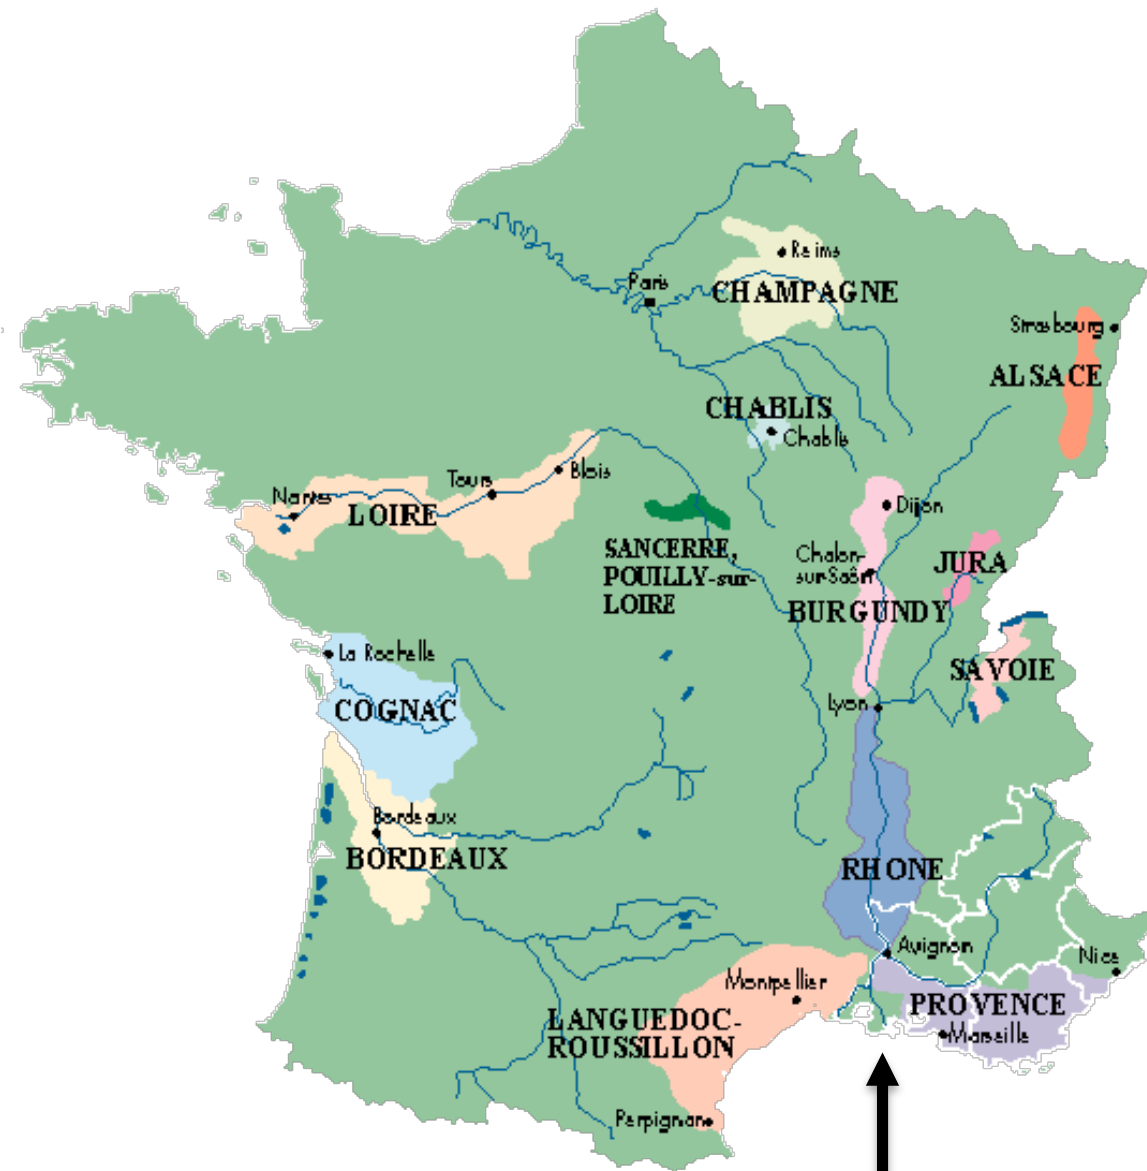 Reims
Paris
CHAMPAGNE
Strasbourg
ALSACE
CHABLIS
Chablis
Blois
Tours
Nantes
LOIRE
Dijon
SANCERRE,
POUILLY-sur-
LOIRE
Chalon-
sur-Saôn
JURA
BURGUNDY
La Rochelle
SAVOIE
COGNAC
Lyon
Bordeaux
BORDEAUX
RHONE
Avignon
Nice
Montpellier
PROVENCE
LANGUEDOC-
ROUSSILLON
Marseille
Perpignan